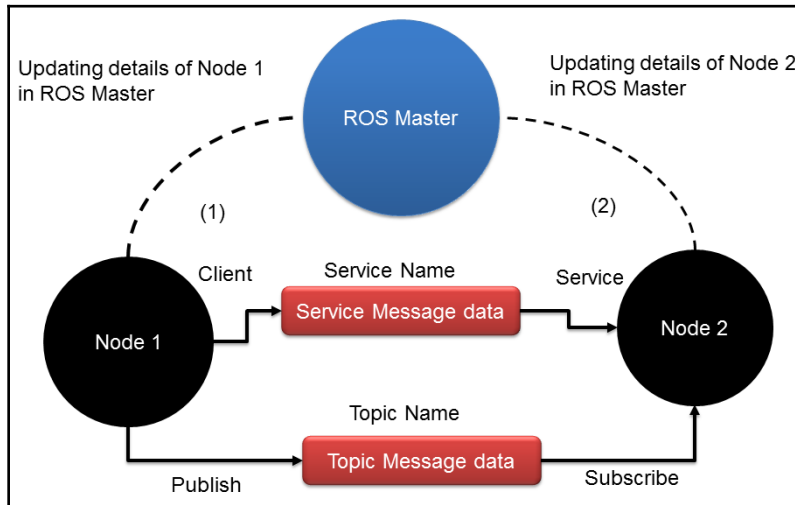 Updating details of Node 1
in ROS Master
Updating details of Node 2
in ROS Master
ROS Master
(1)
(2)
Client
Service Name
Service
Service Message data
Node 1
Node 2
Topic Name
Topic Message data
Publish
Subscribe